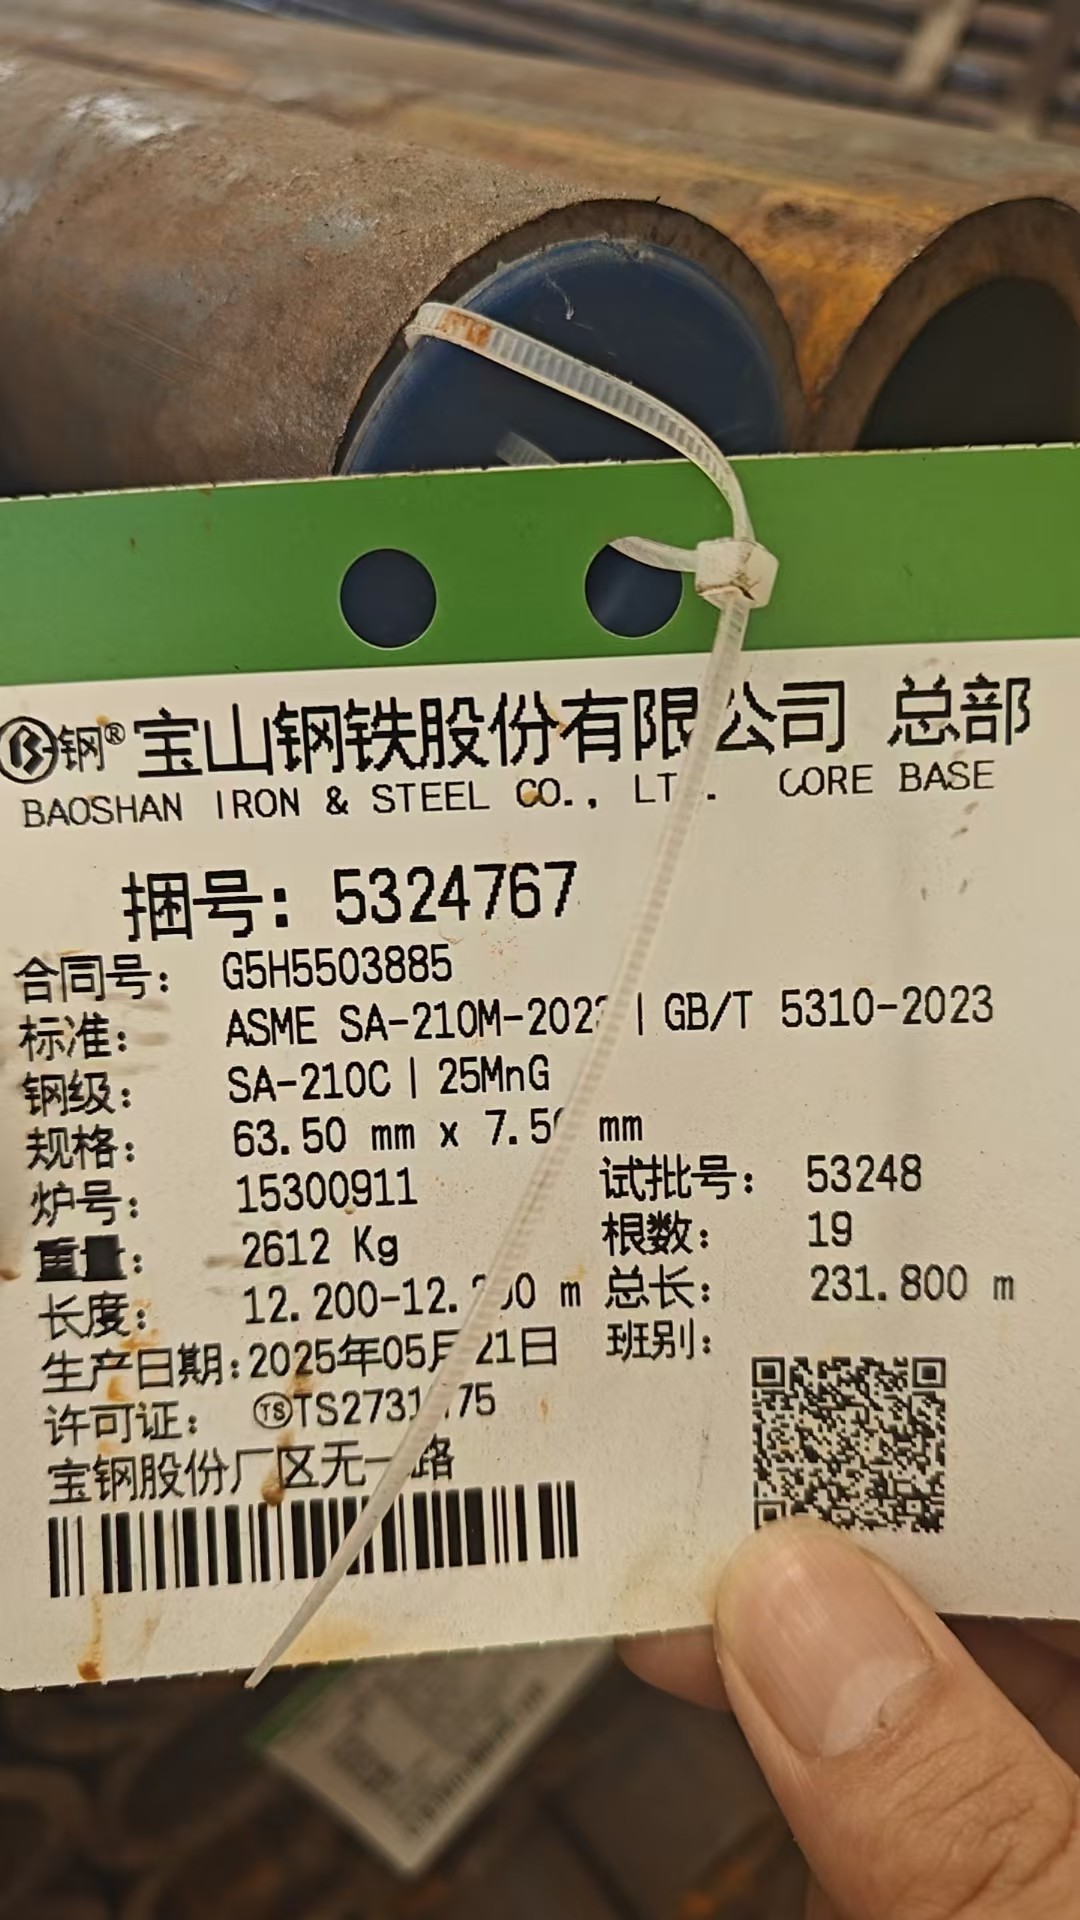 B钢® 宝山钢铁股份有限公司 总部
BAOSHAN IRON & STEEL CO., LT . CORE BASE
捆号: 5324767
合同号: G5H5503885
标准: ASME SA-210M-202 | GB/T 5310-2023
钢级: SA-210C | 25MnG
规格: 63.50 mm x 7.5 mm
炉号: 15300911 试批号: 53248
重量: 2612 Kg 根数: 19
长度: 12.200-12. 0 m 总长: 231.800 m
生产日期: 2025年05月21日 班别:
许可证: TS TS2731 75
宝钢股份厂区无一路